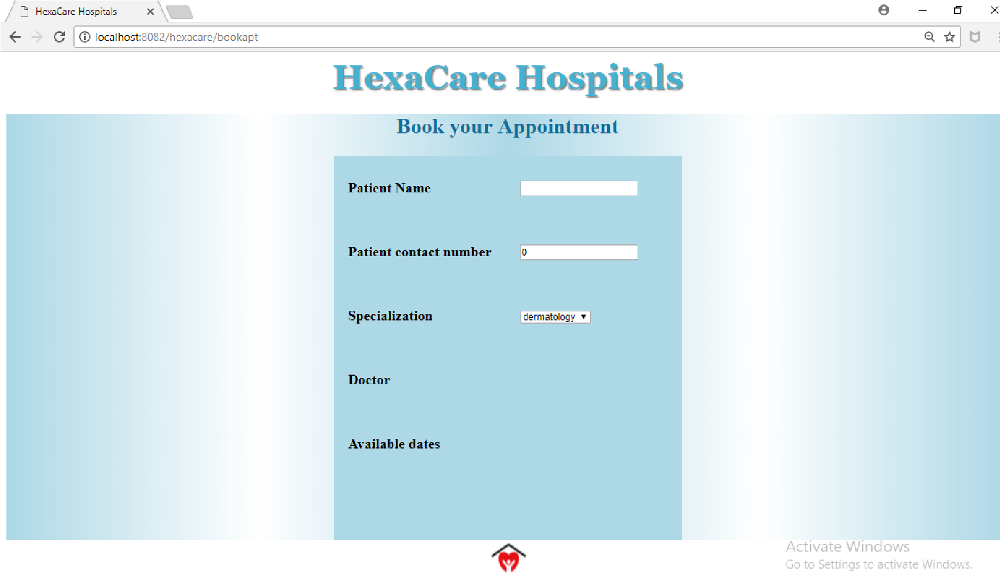 HexaCare Hospitals
localhost:8082/hexacare/bookapt
HexaCare Hospitals
Book your Appointment
Patient Name
Patient contact number 0
Specialization dermatology
Doctor
Available dates
Activate Windows
Go to Settings to activate Windows.